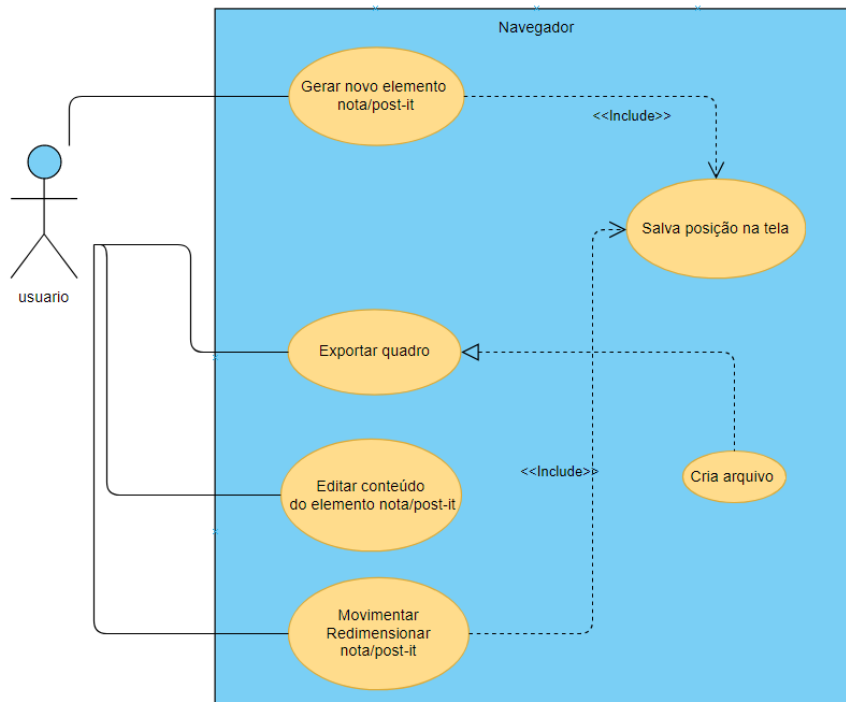 Navegador
Gerar novo elemento
nota/post-it
<<Include>>
Salva posição na tela
usuario
Exportar quadro
Editar conteúdo
do elemento nota/post-it
<<Include>>
Cria arquivo
Movimentar
Redimensionar
nota/post-it